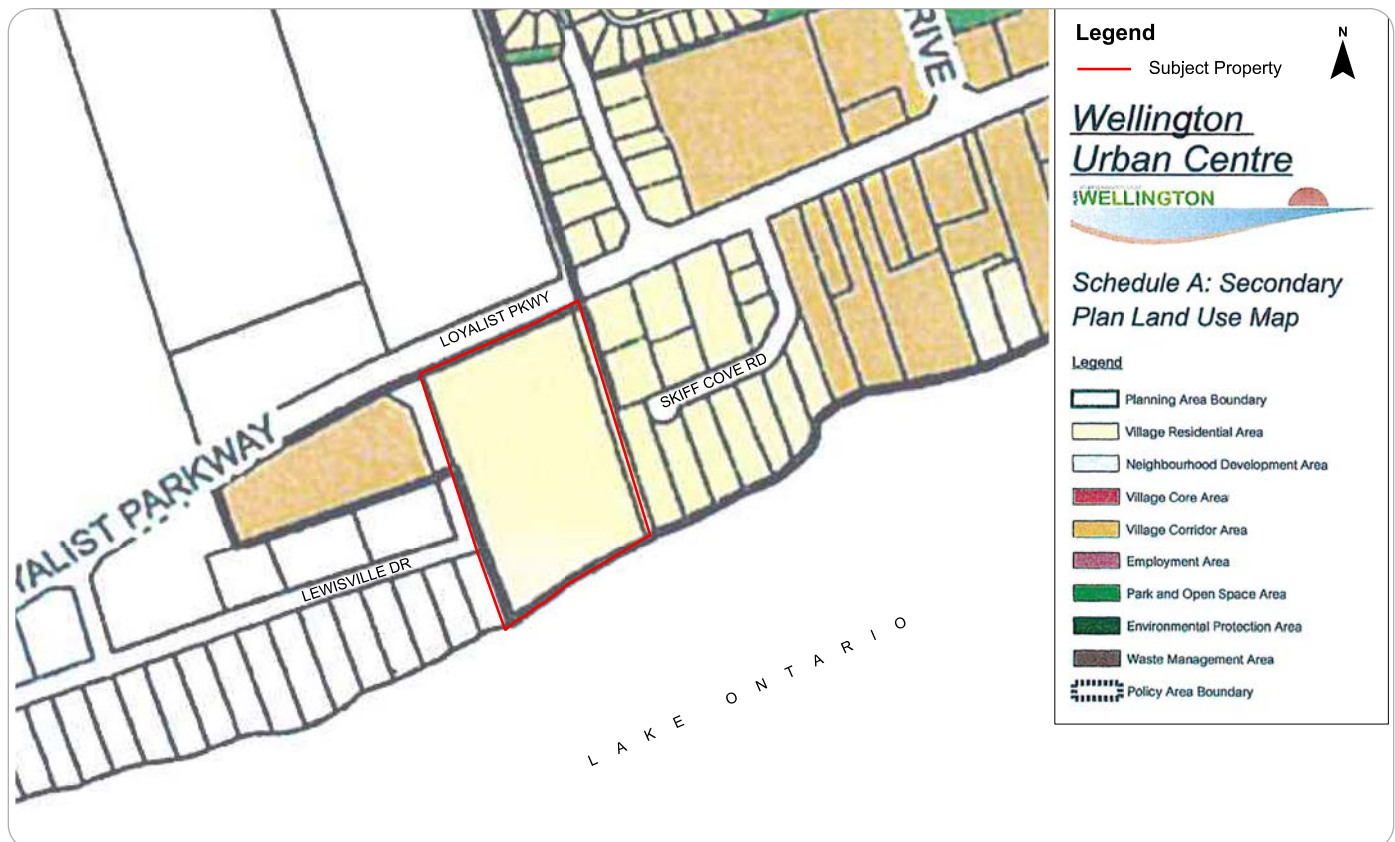 RIVE
LOYALIST PKWY
SKIFF COVE RD
YALIST PARKWAY
LEWISVILLE DR
LAKE ONTARIO
Legend
Subject Property
N
Wellington
Urban Centre
WELLINGTON
Schedule A: Secondary
Plan Land Use Map
Legend
Planning Area Boundary
Village Residential Area
Neighbourhood Development Area
Village Core Area
Village Corridor Area
Employment Area
Park and Open Space Area
Environmental Protection Area
Waste Management Area
Policy Area Boundary